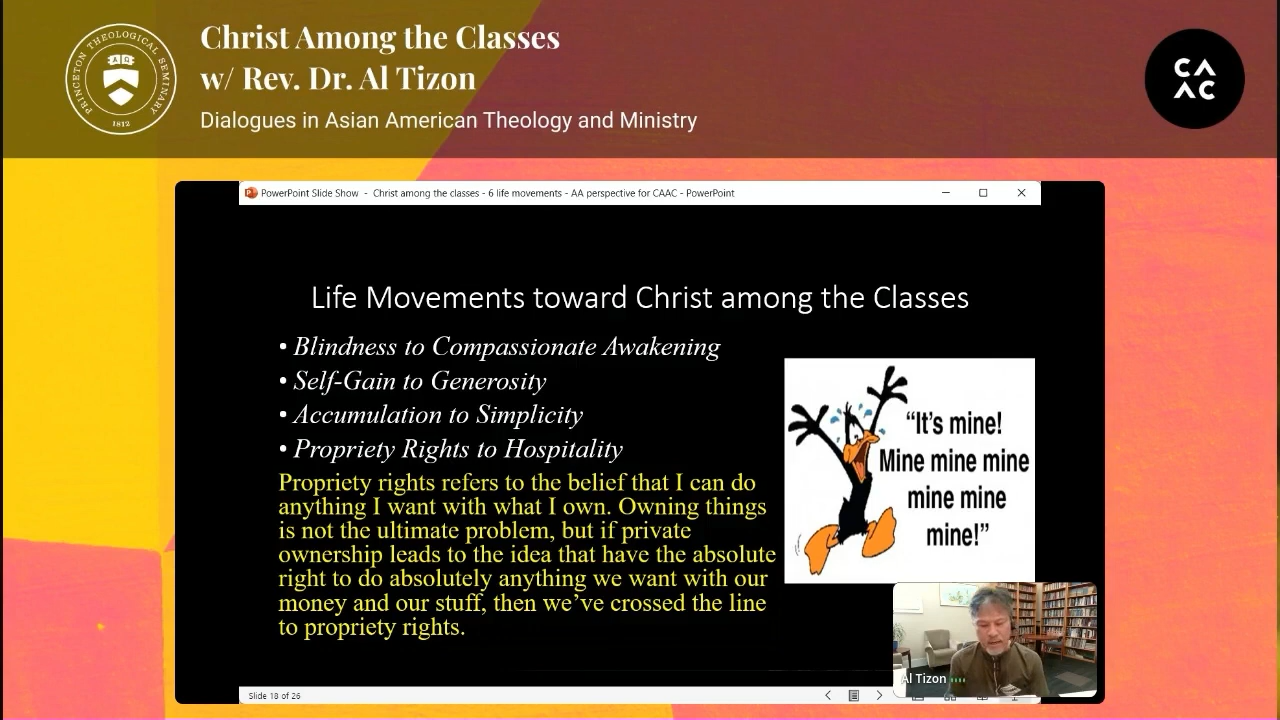 Christ Among the Classes
w/ Rev. Dr. Al Tizon
Dialogues in Asian American Theology and Ministry
PRINCETON THEOLOGICAL SEMINARY
1812
CA
AC
PowerPoint Slide Show - Christ among the classes - 6 life movements - AA perspective for CAAC - PowerPoint
Life Movements toward Christ among the Classes
• Blindness to Compassionate Awakening
• Self-Gain to Generosity
• Accumulation to Simplicity
• Propriety Rights to Hospitality
Propriety rights refers to the belief that I can do
anything I want with what I own. Owning things
is not the ultimate problem, but if private
ownership leads to the idea that have the absolute
right to do absolutely anything we want with our
money and our stuff, then we’ve crossed the line
to propriety rights.
“It’s mine!
Mine mine mine
mine mine
mine!”
Al Tizon
Slide 18 of 26